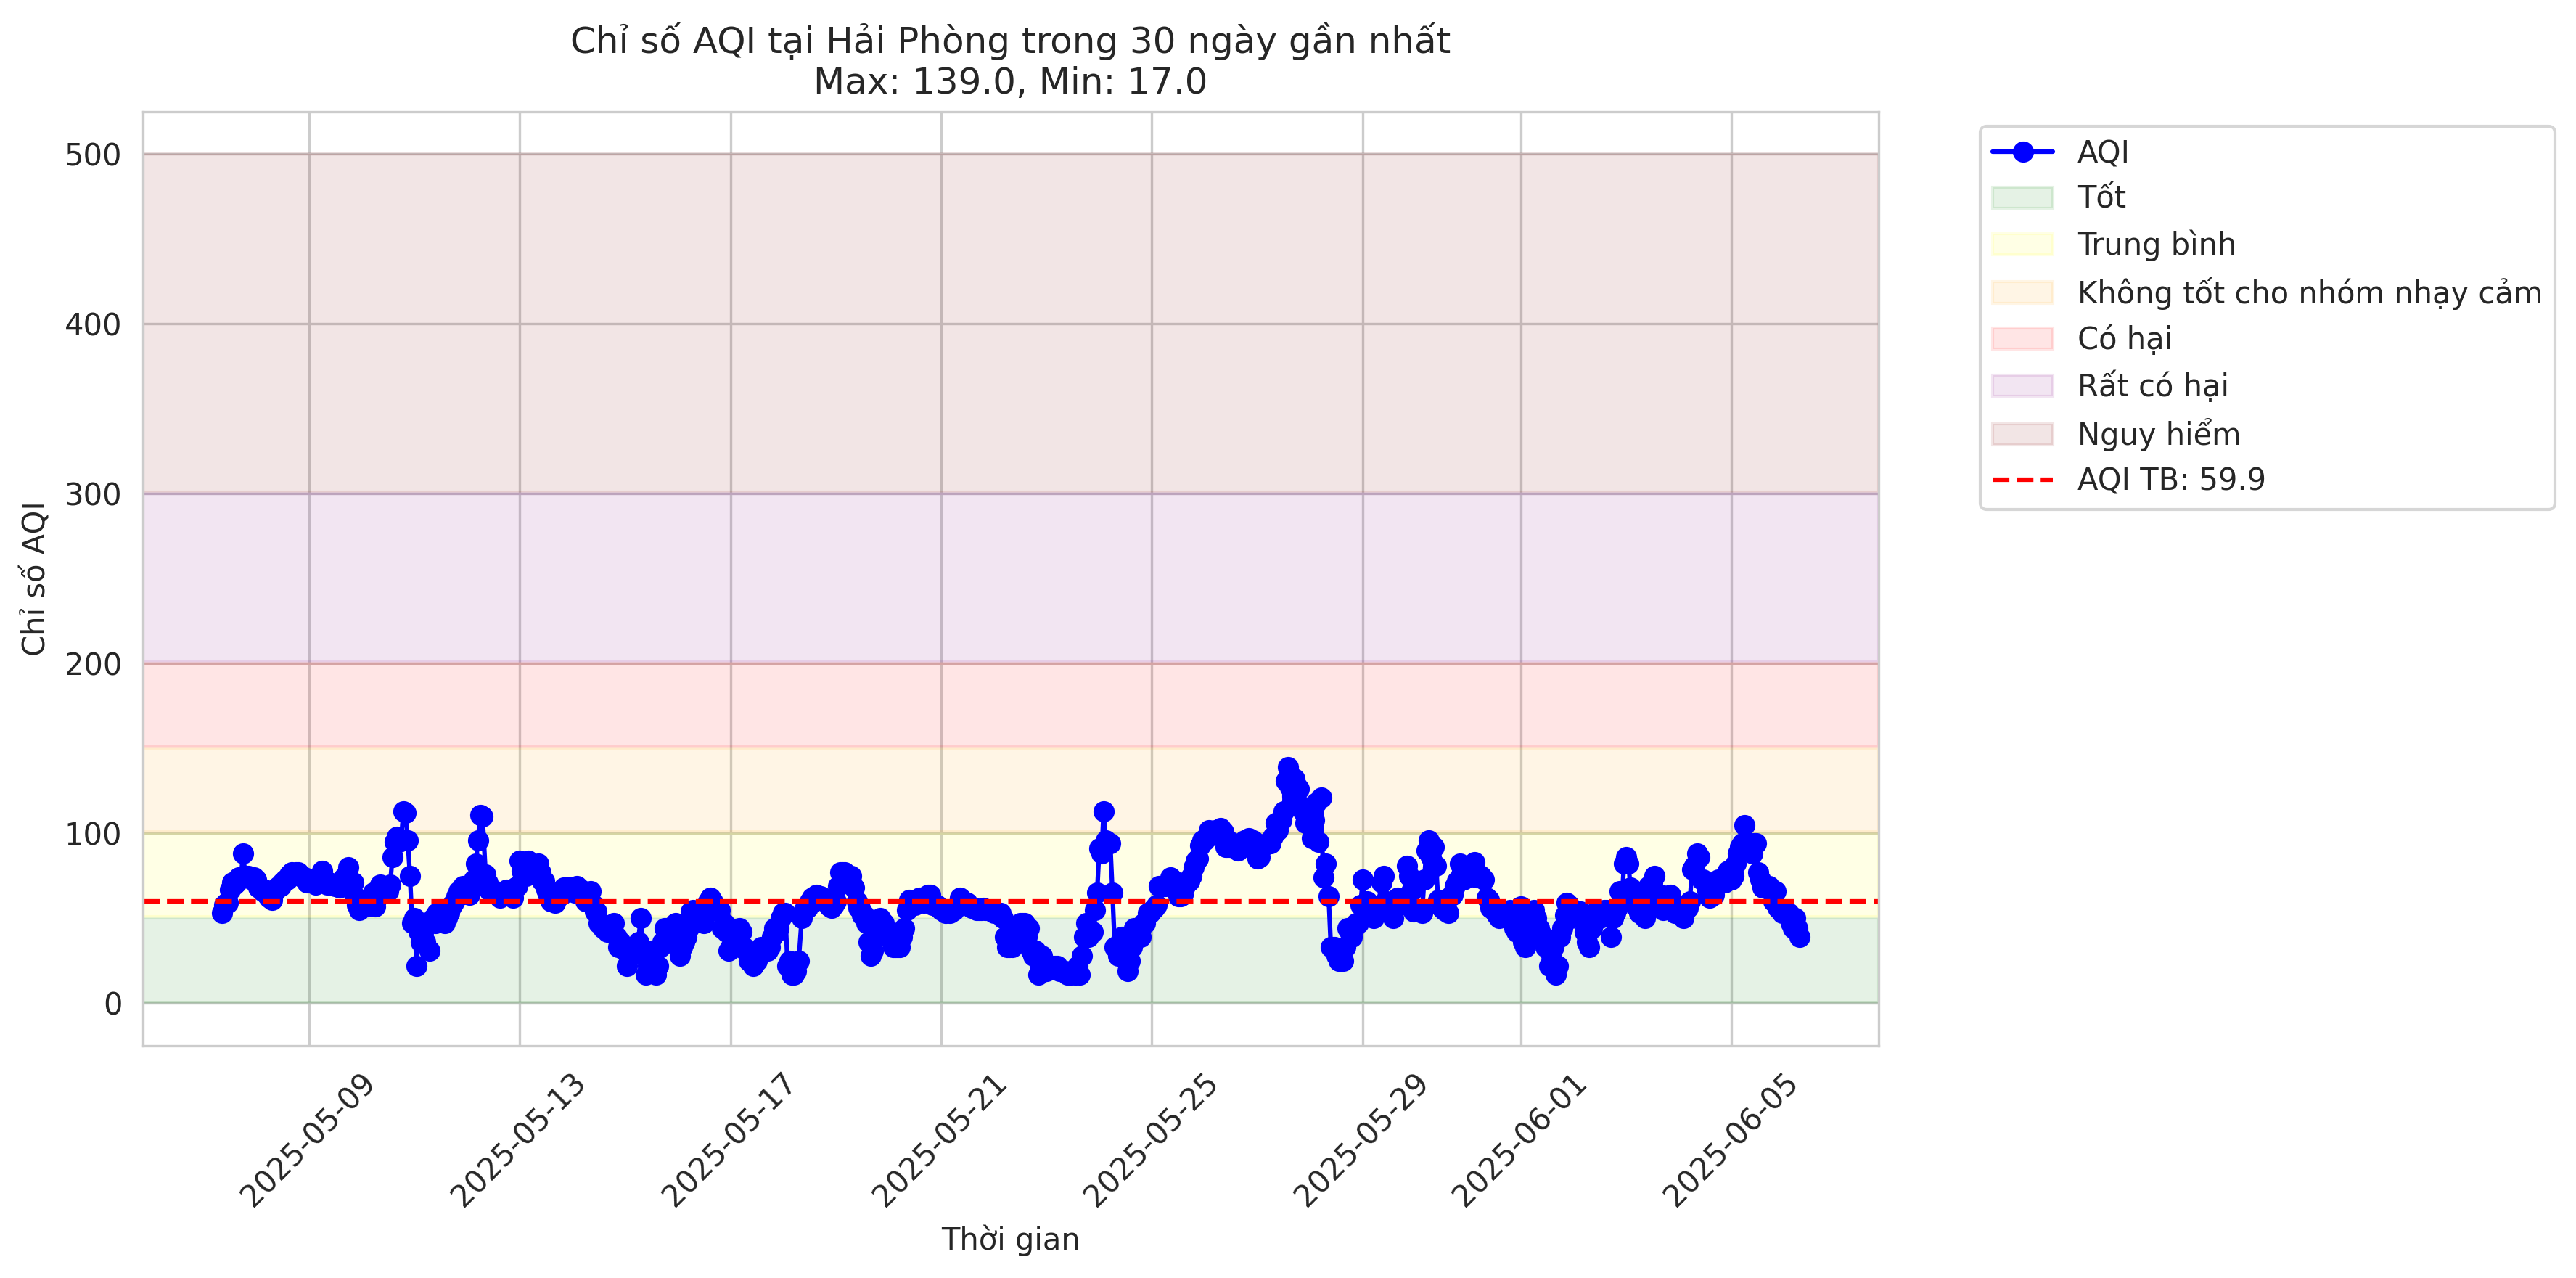 Chỉ số AQI tại Hải Phòng trong 30 ngày gần nhất
Max: 139.0, Min: 17.0
Chỉ số AQI
500
400
300
200
100
0
2025-05-09
2025-05-13
2025-05-17
2025-05-21
2025-05-25
2025-05-29
2025-06-01
2025-06-05
Thời gian
AQI
Tốt
Trung bình
Không tốt cho nhóm nhạy cảm
Có hại
Rất có hại
Nguy hiểm
AQI TB: 59.9